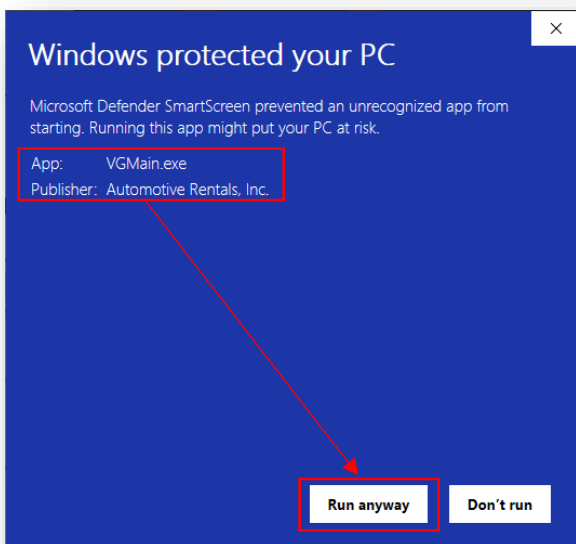 Windows protected your PC
Microsoft Defender SmartScreen prevented an unrecognized app from
starting. Running this app might put your PC at risk.
App: VGMain.exe
Publisher: Automotive Rentals, Inc.
Run anyway Don't run